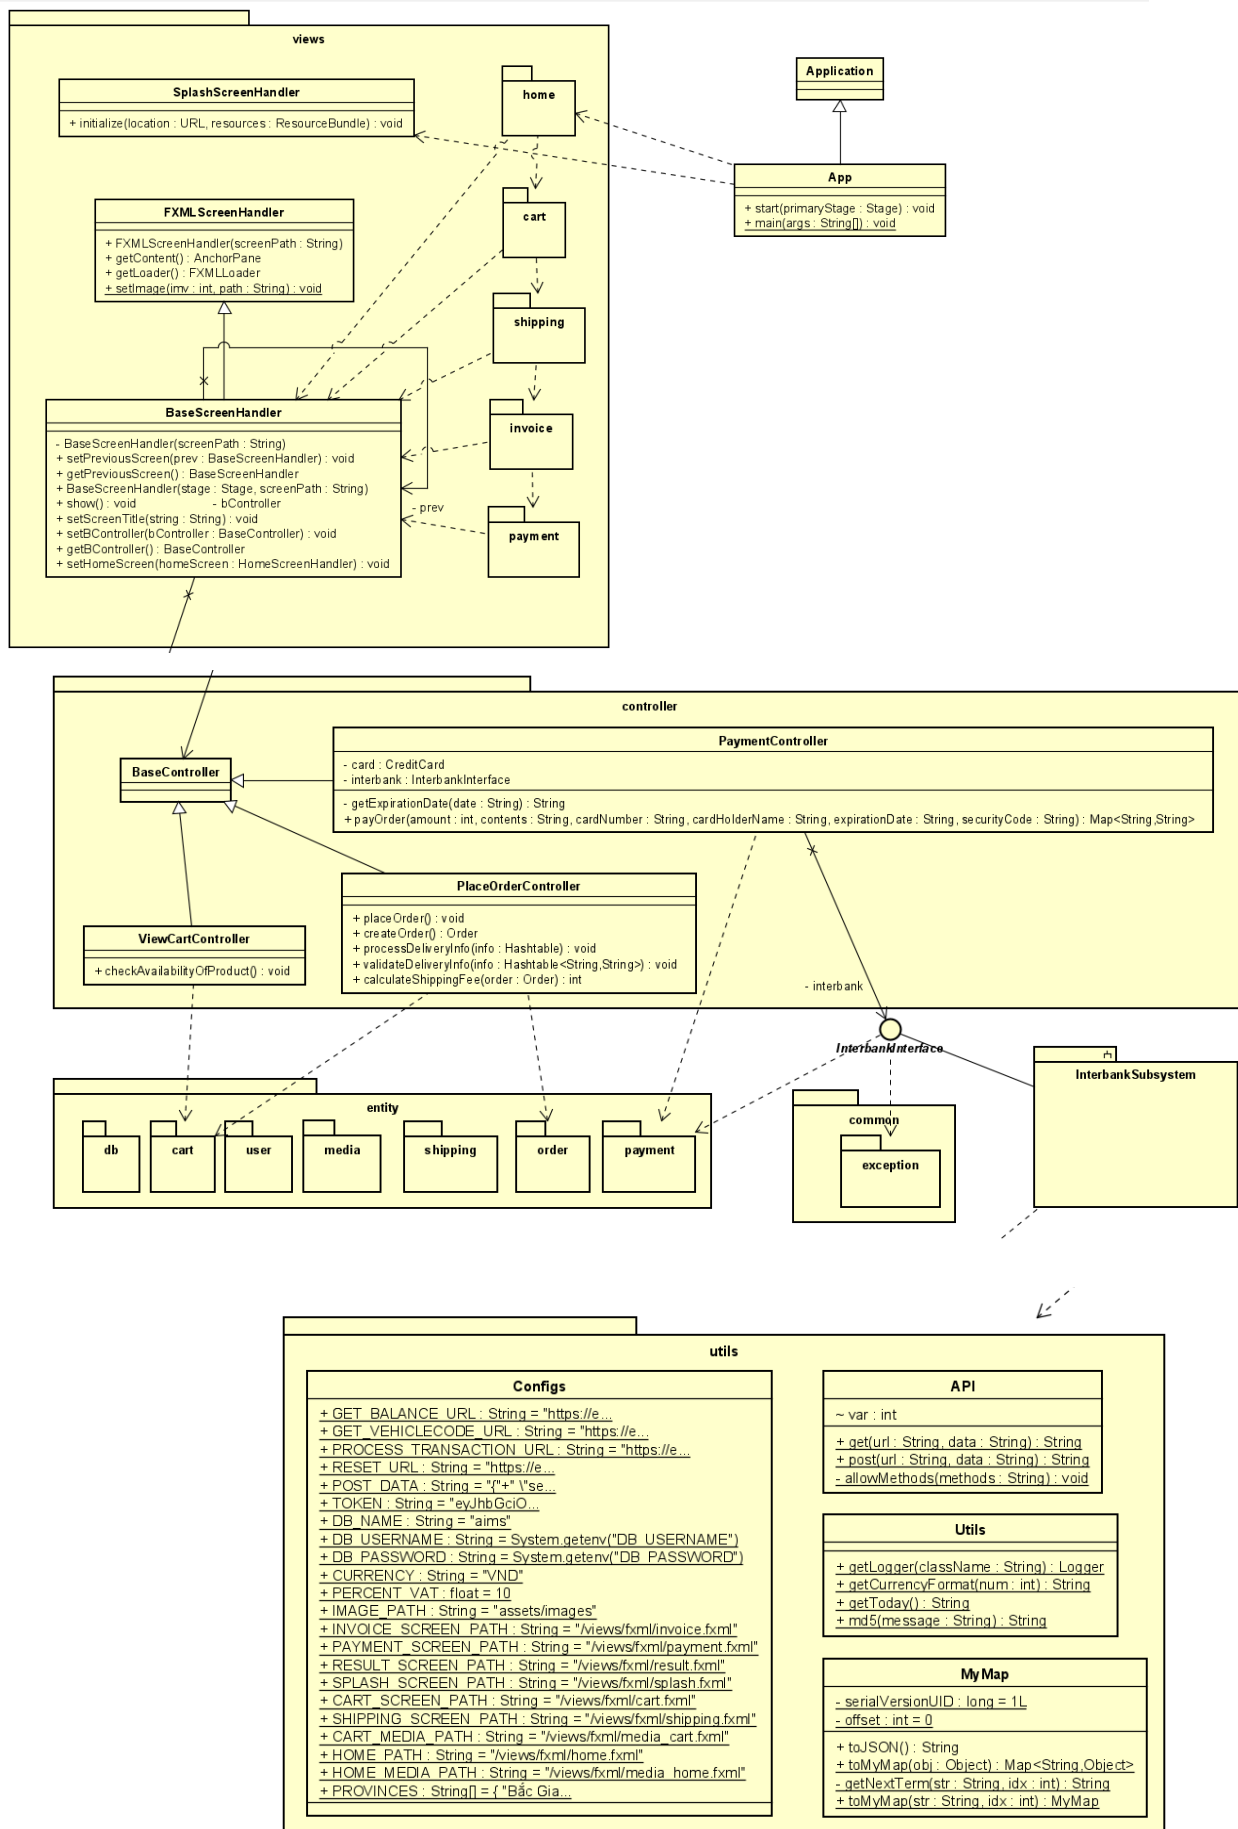 views
SplashScreenHandler
+ initialize(location : URL, resources : ResourceBundle) : void
home
Application
App
+ start(primaryStage : Stage) : void
+ main(args : String[]) : void
FXMLScreenHandler
+ FXMLScreenHandler(screenPath : String)
+ getContent() : AnchorPane
+ getLoader() : FXMLLoader
+ setImage(imv : int, path : String) : void
cart
shipping
BaseScreenHandler
- BaseScreenHandler(screenPath : String)
+ setPreviousScreen(prev : BaseScreenHandler) : void
+ getPreviousScreen() : BaseScreenHandler
+ BaseScreenHandler(stage : Stage, screenPath : String)
+ show() : void
- bController
+ setScreenTitle(string : String) : void
+ setBController(bController : BaseController) : void
+ getBController() : BaseController
+ setHomeScreen(homeScreen : HomeScreenHandler) : void
- prev
invoice
payment
controller
PaymentController
- card : CreditCard
- interbank : InterbankInterface
- getExpirationDate(date : String) : String
+ payOrder(amount : int, contents : String, cardNumber : String, cardHolderName : String, expirationDate : String, securityCode : String) : Map<String,String>
BaseController
PlaceOrderController
+ placeOrder() : void
+ createOrder() : Order
+ processDeliveryInfo(info : Hashtable) : void
+ validateDeliveryInfo(info : Hashtable<String,String>) : void
+ calculateShippingFee(order : Order) : int
ViewCartController
+ checkAvailabilityOfProduct() : void
- interbank
InterbankInterface
InterbankSubsystem
entity
db
cart
user
media
shipping
order
payment
common
exception
utils
Configs
+ GET_BALANCE_URL : String = "https://e...
+ GET_VEHICLECODE_URL : String = "https://e...
+ PROCESS_TRANSACTION_URL : String = "https://e...
+ RESET_URL : String = "https://e...
+ POST_DATA : String = "{"+" \"se...
+ TOKEN : String = "eyJhbGciO...
+ DB_NAME : String = "aims"
+ DB_USERNAME : String = System.getenv("DB_USERNAME")
+ DB_PASSWORD : String = System.getenv("DB_PASSWORD")
+ CURRENCY : String = "VND"
+ PERCENT_VAT : float = 10
+ IMAGE_PATH : String = "assets/images"
+ INVOICE_SCREEN_PATH : String = "/views/fxml/invoice.fxml"
+ PAYMENT_SCREEN_PATH : String = "/views/fxml/payment.fxml"
+ RESULT_SCREEN_PATH : String = "/views/fxml/result.fxml"
+ SPLASH_SCREEN_PATH : String = "/views/fxml/splash.fxml"
+ CART_SCREEN_PATH : String = "/views/fxml/cart.fxml"
+ SHIPPING_SCREEN_PATH : String = "/views/fxml/shipping.fxml"
+ CART_MEDIA_PATH : String = "/views/fxml/media_cart.fxml"
+ HOME_PATH : String = "/views/fxml/home.fxml"
+ HOME_MEDIA_PATH : String = "/views/fxml/media_home.fxml"
+ PROVINCES : String[] = { "Bắc Gia...
API
~ var : int
+ get(url : String, data : String) : String
+ post(url : String, data : String) : String
- allowMethods(methods : String) : void
Utils
+ getLogger(className : String) : Logger
+ getCurrencyFormat(num : int) : String
+ getToday() : String
+ md5(message : String) : String
MyMap
- serialVersionUID : long = 1L
- offset : int = 0
+ toJSON() : String
+ toMyMap(obj : Object) : Map<String,Object>
- getNextTerm(str : String, idx : int) : String
+ toMyMap(str : String, idx : int) : MyMap